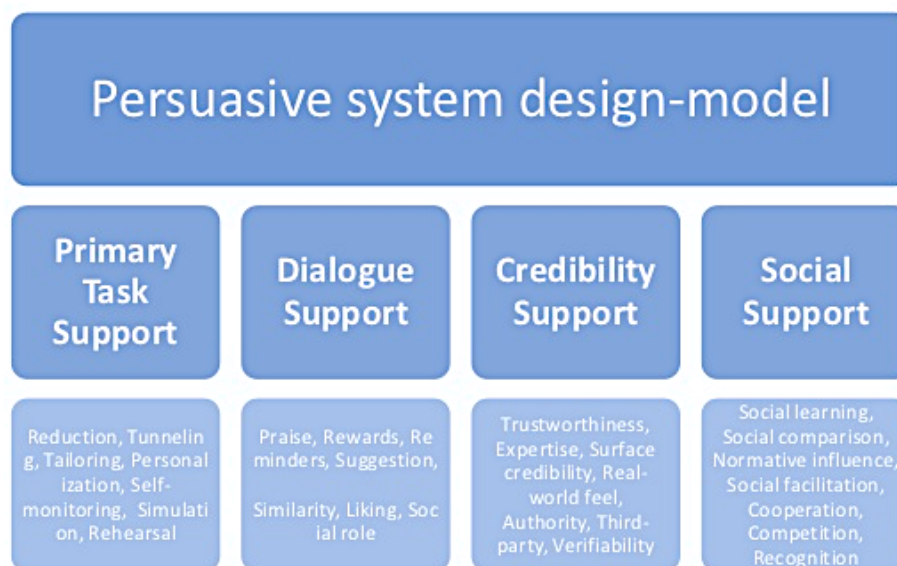 Persuasive system design-model
Primary
Task
Support
Dialogue
Support
Credibility
Support
Social
Support
Reduction, Tunnelin
g, Tailoring, Personal
ization, Self-
monitoring, Simulati
on, Rehearsal
Praise, Rewards, Re
minders, Suggestion,
Similarity, Liking, Soc
ial role
Trustworthiness,
Expertise, Surface
credibility, Real-
world feel,
Authority, Third-
party, Verifiability
Social learning,
Social comparison,
Normative influence,
Social facilitation,
Cooperation,
Competition,
Recognition